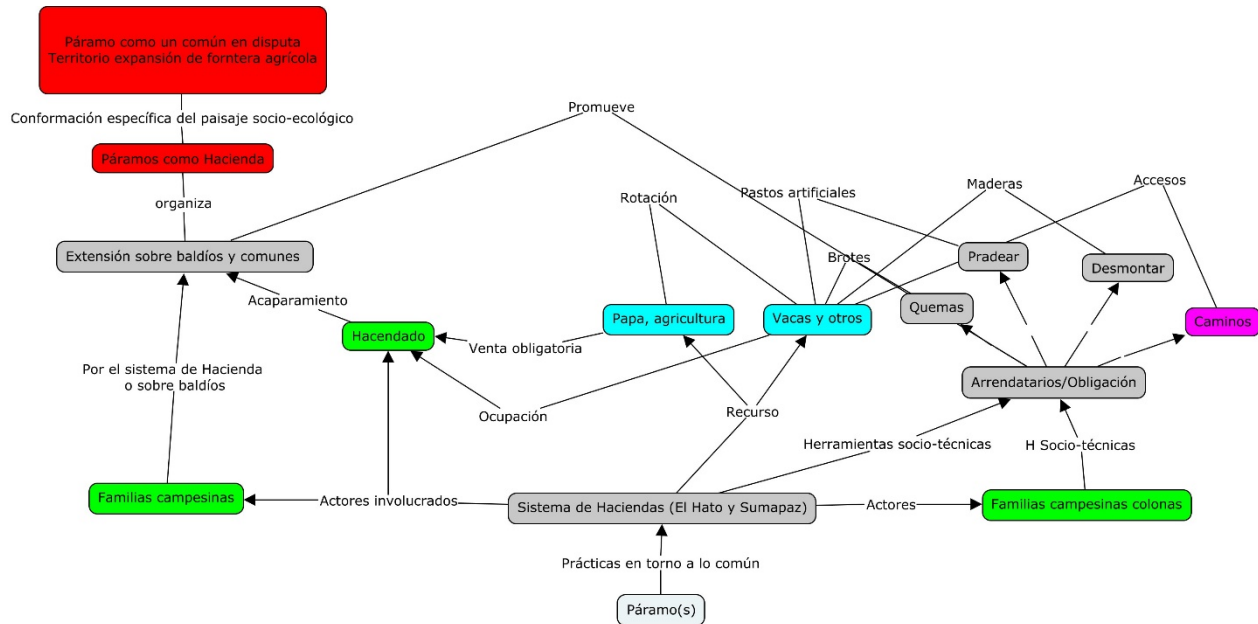 Páramo como un común en disputa
Territorio expansión de forntera agrícola
Promueve
Conformación específica del paisaje socio-ecológico
Páramos como Hacienda
Maderas
Accesos
Pastos artificiales
Rotación
organiza
Extensión sobre baldíos y comunes
Brotes
Pradear
Desmontar
Acaparamiento
Quemas
Papa, agricultura
Vacas y otros
Caminos
Hacendado
Venta obligatoria
Por el sistema de Hacienda
o sobre baldíos
Arrendatarios/Obligación
Ocupación
Recurso
Herramientas socio-técnicas
H Socio-técnicas
Familias campesinas
Actores involucrados
Sistema de Haciendas (El Hato y Sumapaz)
Actores
Familias campesinas colonas
Prácticas en torno a lo común
Páramo(s)